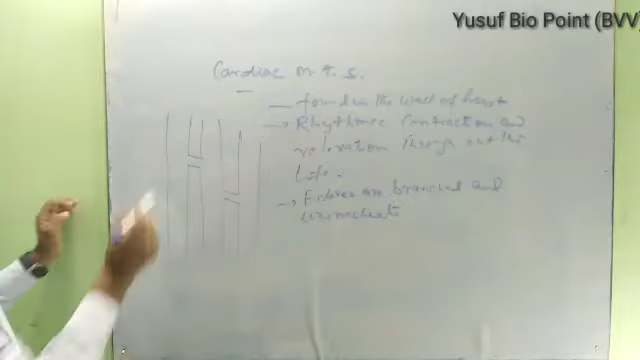 Yusuf Bio Point (BVV)
Cardiac M.T.S.
— found in the wall of heart
→ Rhythmic Contraction and
relaxation through out the
life.
→ Fibres are branched and
uninucleate